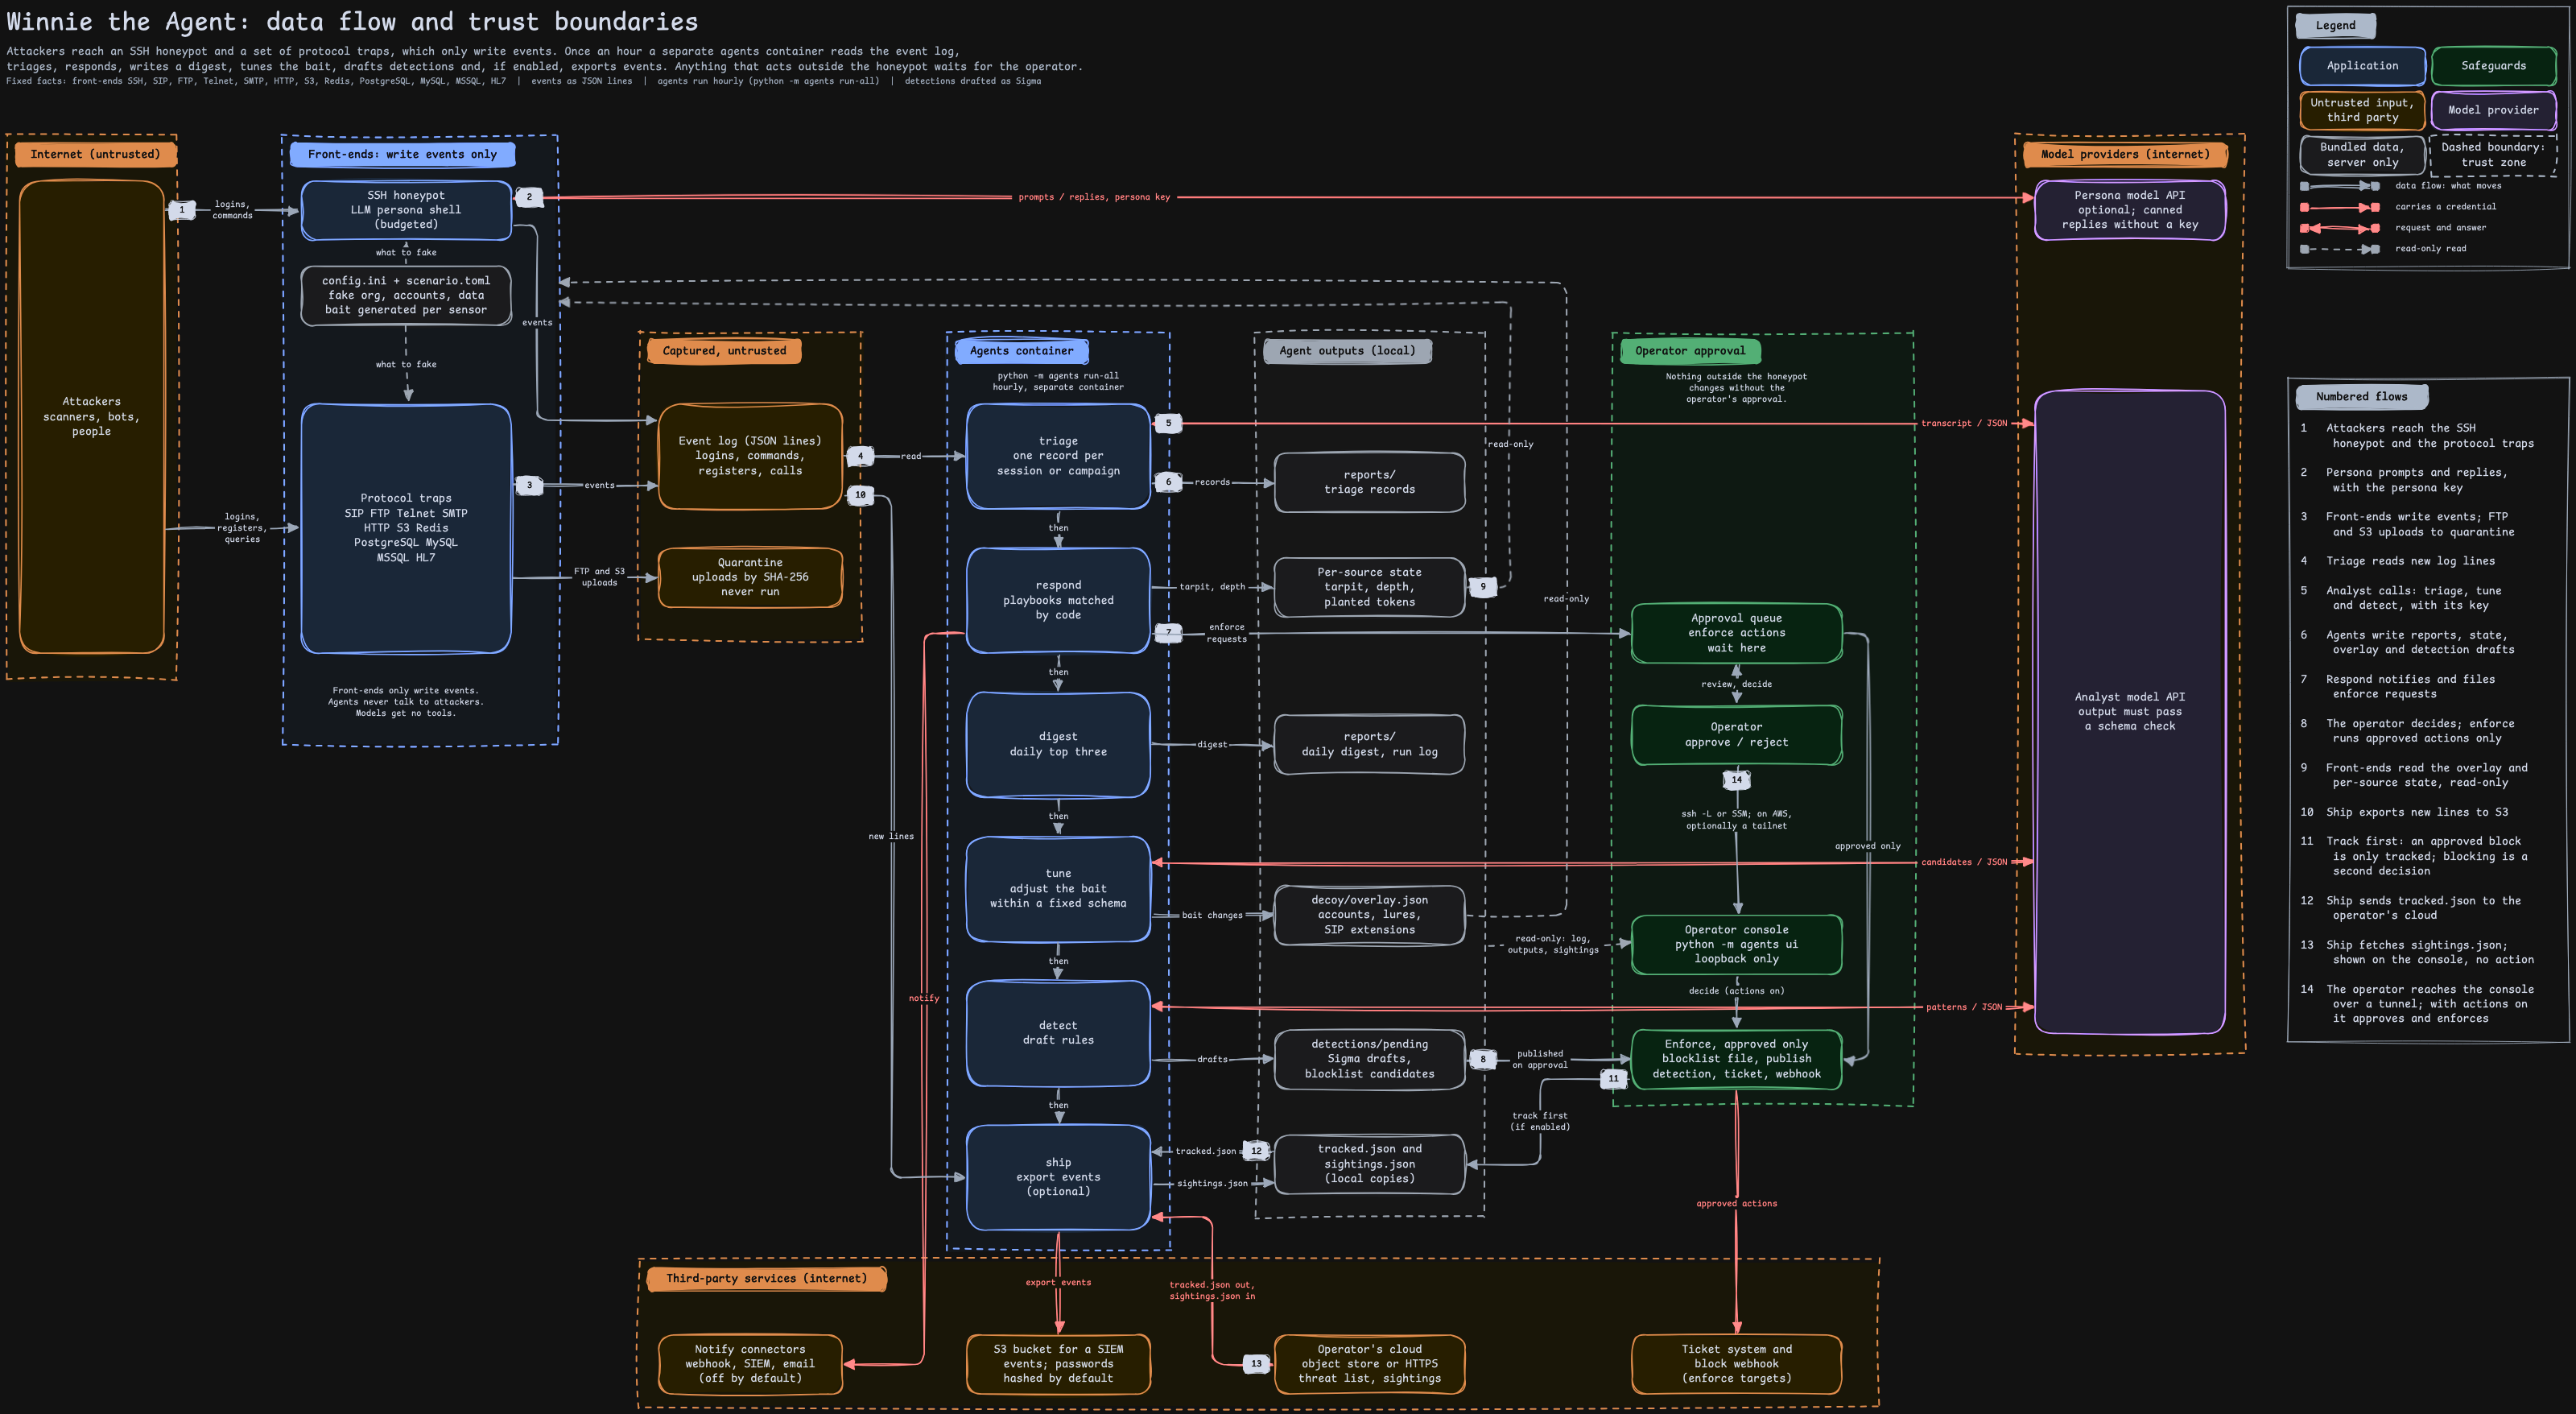 Winnie the Agent: data flow and trust boundaries
Attackers reach an SSH honeypot and a set of protocol traps, which only write events. Once an hour a separate agents container reads the event log,
triages, responds, writes a digest, tunes the bait, drafts detections and, if enabled, exports events. Anything that acts outside the honeypot waits for the operator.
Fixed facts: front-ends SSH, SIP, FTP, Telnet, SMTP, HTTP, S3, Redis, PostgreSQL, MySQL, MSSQL, HL7 | events as JSON lines | agents run hourly (python -m agents run-all) | detections drafted as Sigma
Internet (untrusted)
Attackers
scanners, bots,
people
1
logins,
commands
logins,
registers,
queries
Front-ends: write events only
SSH honeypot
LLM persona shell
(budgeted)
what to fake
config.ini + scenario.toml
fake org, accounts, data
bait generated per sensor
what to fake
Protocol traps
SIP FTP Telnet SMTP
HTTP S3 Redis
PostgreSQL MySQL
MSSQL HL7
Front-ends only write events.
Agents never talk to attackers.
Models get no tools.
2
prompts / replies, persona key
events
3
events
FTP and S3
uploads
Captured, untrusted
Event log (JSON lines)
logins, commands,
registers, calls
Quarantine
uploads by SHA-256
never run
4
read
10
new lines
notify
Agents container
python -m agents run-all
hourly, separate container
triage
one record per
session or campaign
then
respond
playbooks matched
by code
then
digest
daily top three
then
tune
adjust the bait
within a fixed schema
then
detect
draft rules
then
ship
export events
(optional)
5
transcript / JSON
6
records
tarpit, depth
7
enforce
requests
digest
candidates / JSON
bait changes
patterns / JSON
drafts
tracked.json
12
sightings.json
Agent outputs (local)
reports/
triage records
Per-source state
tarpit, depth,
planted tokens
9
read-only
read-only
reports/
daily digest, run log
decoy/overlay.json
accounts, lures,
SIP extensions
read-only: log,
outputs, sightings
detections/pending
Sigma drafts,
blocklist candidates
8
published
on approval
11
track first
(if enabled)
tracked.json and
sightings.json
(local copies)
Operator approval
Nothing outside the honeypot
changes without the
operator's approval.
Approval queue
enforce actions
wait here
review, decide
Operator
approve / reject
14
ssh -L or SSM; on AWS,
optionally a tailnet
approved only
Operator console
python -m agents ui
loopback only
decide (actions on)
Enforce, approved only
blocklist file, publish
detection, ticket, webhook
approved actions
Model providers (internet)
Persona model API
optional; canned
replies without a key
Analyst model API
output must pass
a schema check
Third-party services (internet)
export events
tracked.json out,
sightings.json in
Notify connectors
webhook, SIEM, email
(off by default)
S3 bucket for a SIEM
events; passwords
hashed by default
13
Operator's cloud
object store or HTTPS
threat list, sightings
Ticket system and
block webhook
(enforce targets)
Legend
Application
Safeguards
Untrusted input,
third party
Model provider
Bundled data,
server only
Dashed boundary:
trust zone
data flow: what moves
carries a credential
request and answer
read-only read
Numbered flows
1 Attackers reach the SSH
honeypot and the protocol traps
2 Persona prompts and replies,
with the persona key
3 Front-ends write events; FTP
and S3 uploads to quarantine
4 Triage reads new log lines
5 Analyst calls: triage, tune
and detect, with its key
6 Agents write reports, state,
overlay and detection drafts
7 Respond notifies and files
enforce requests
8 The operator decides; enforce
runs approved actions only
9 Front-ends read the overlay and
per-source state, read-only
10 Ship exports new lines to S3
11 Track first: an approved block
is only tracked; blocking is a
second decision
12 Ship sends tracked.json to the
operator's cloud
13 Ship fetches sightings.json;
shown on the console, no action
14 The operator reaches the console
over a tunnel; with actions on
it approves and enforces